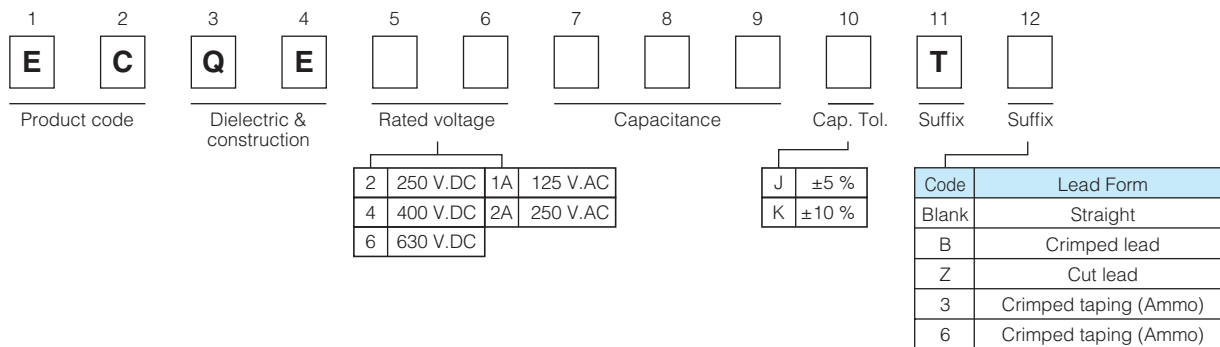 1 2 3 4 5 6 7 8 9 10 11 12
E C Q E T
Product code Dielectric & construction Rated voltage Capacitance Cap. Tol. Suffix Suffix
2 250 V.DC 1A 125 V.AC
4 400 V.DC 2A 250 V.AC
6 630 V.DC
J ±5 %
K ±10 %
Code Lead Form
Blank Straight
B Crimped lead
Z Cut lead
3 Crimped taping (Ammo)
6 Crimped taping (Ammo)